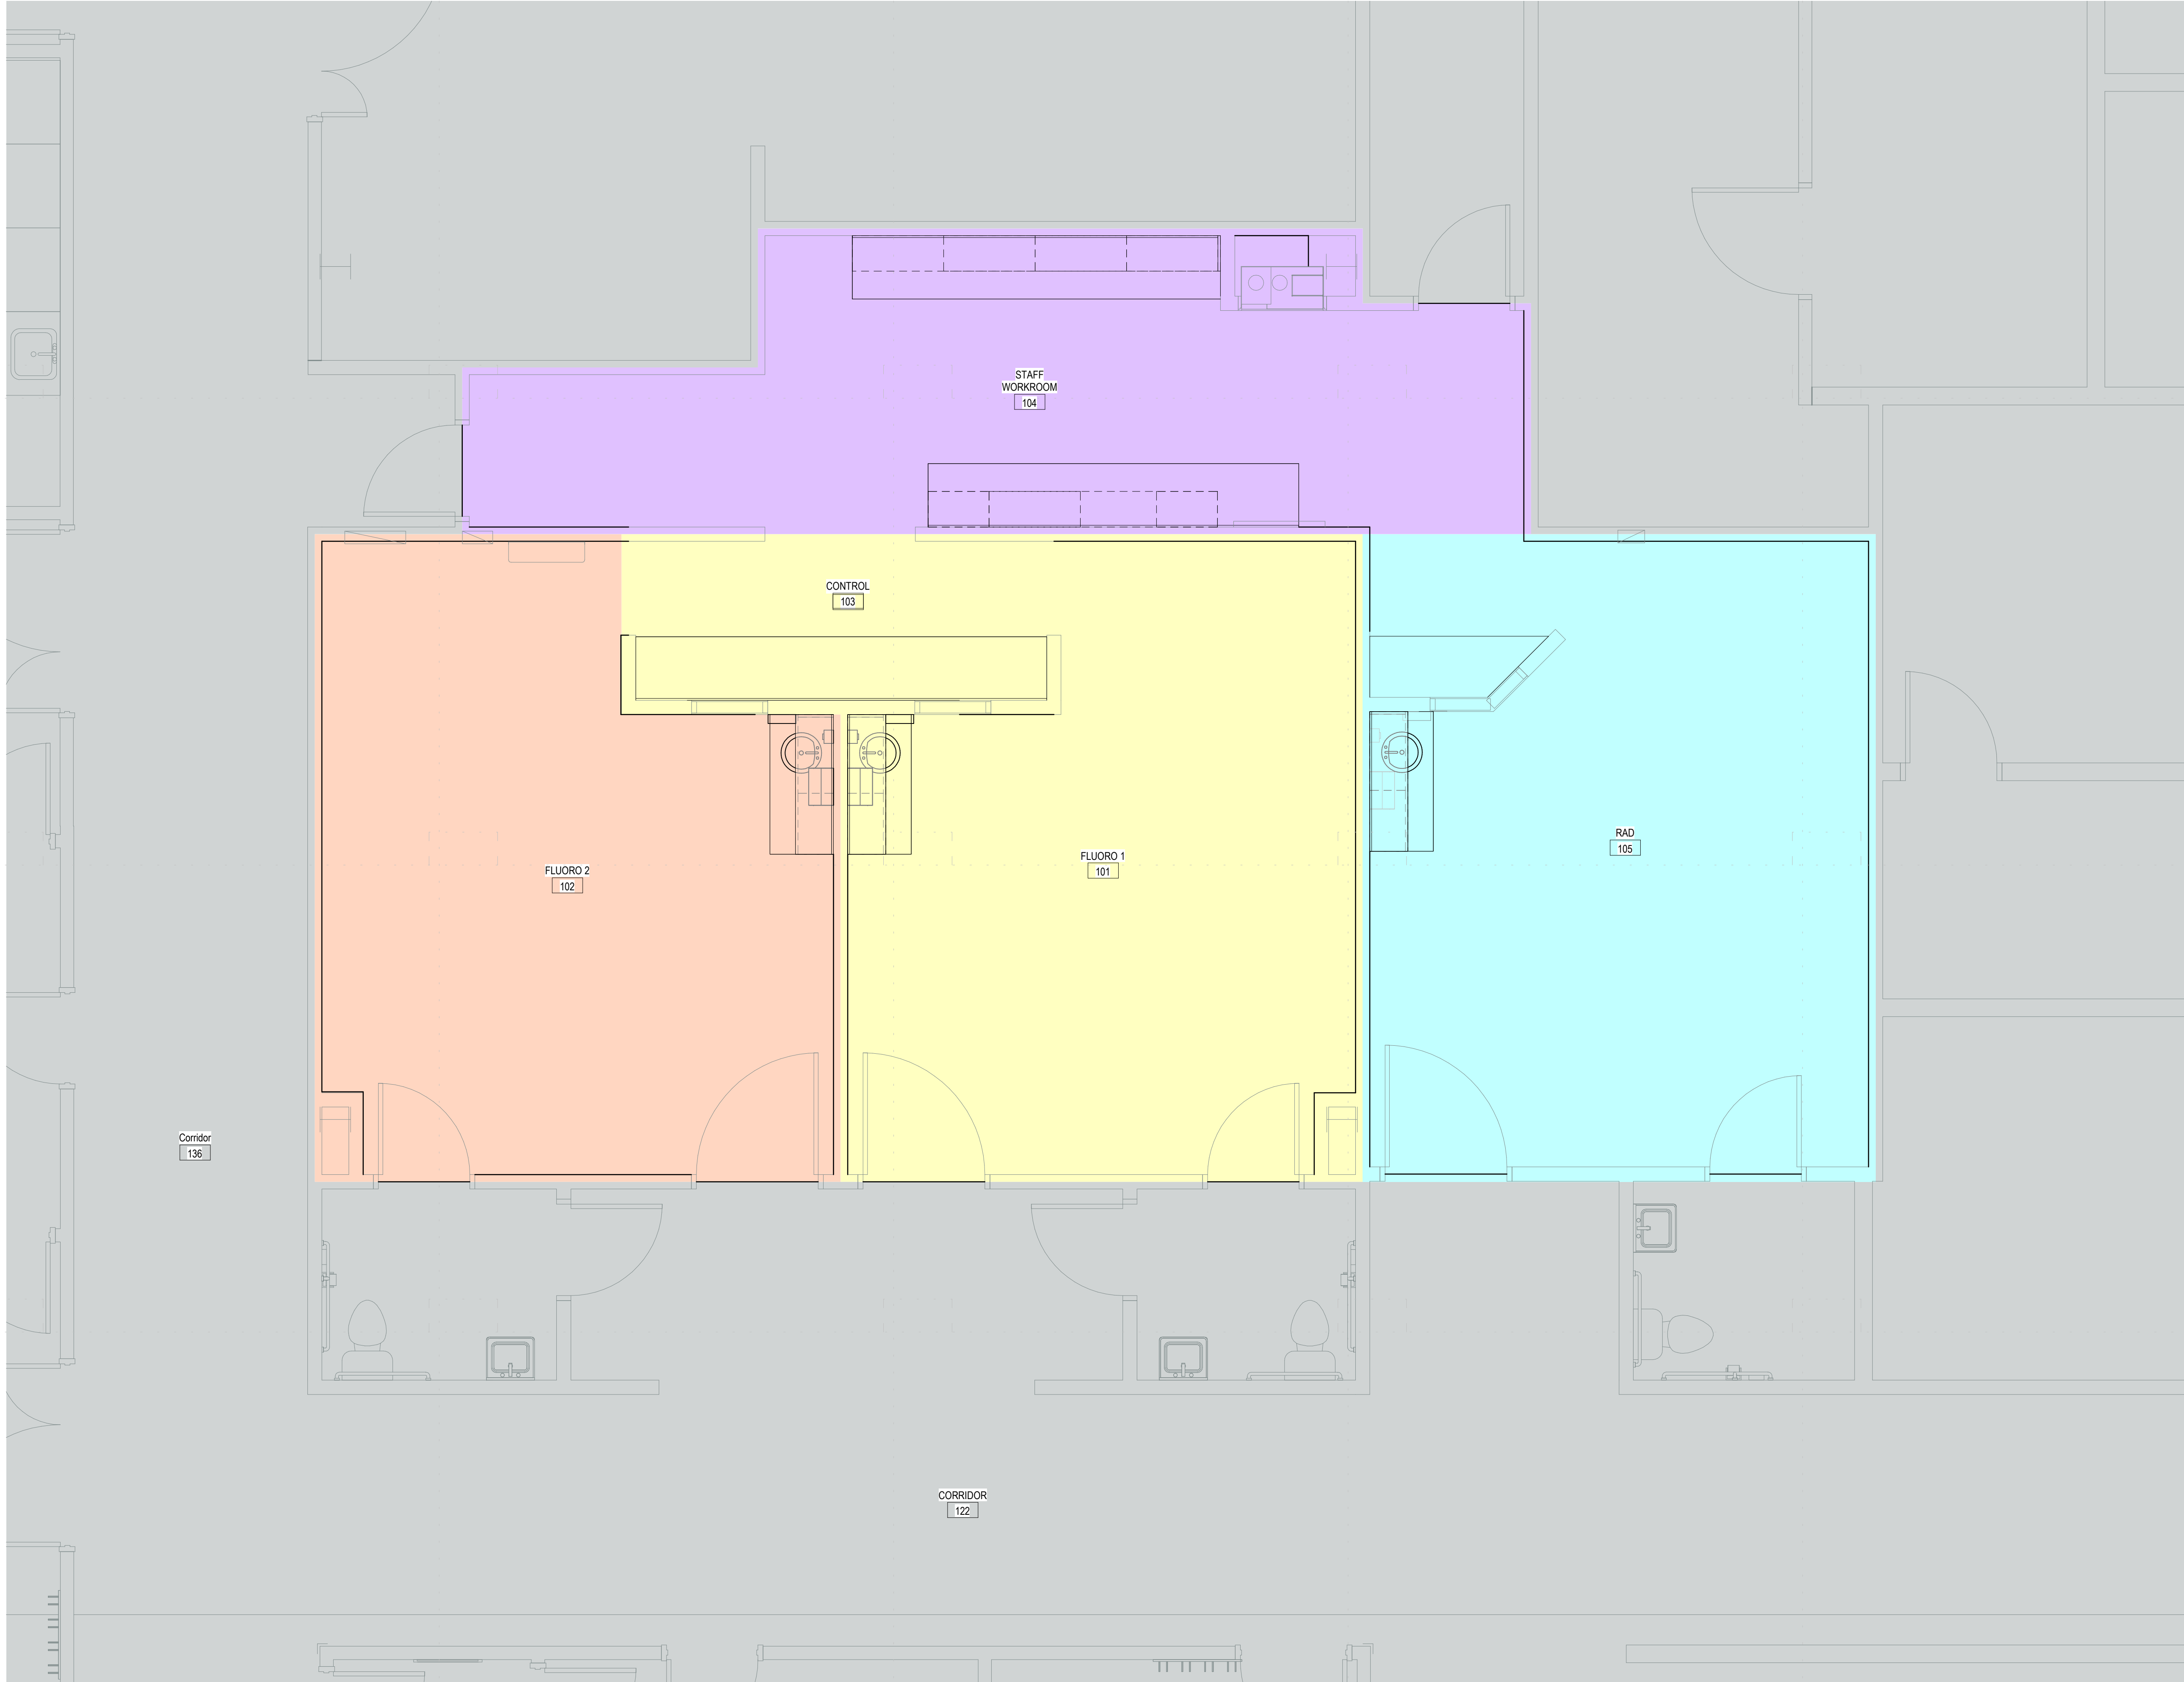 STAFF
WORKROOM
104
CONTROL
103
FLUORO 2
102
FLUORO 1
101
RAD
105
Corridor
136
CORRIDOR
122